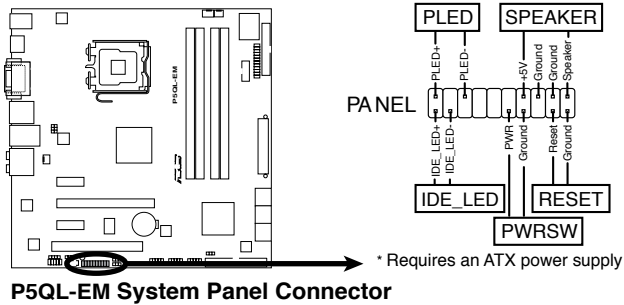 PLED
SPEAKER
PLED+
PLED-
+5V
Ground
Ground
Speaker
P5QL-EM
PANEL
IDE_LED+
IDE_LED-
PWR
Ground
Reset
Ground
IDE_LED
RESET
PWRSW
* Requires an ATX power supply
P5QL-EM System Panel Connector